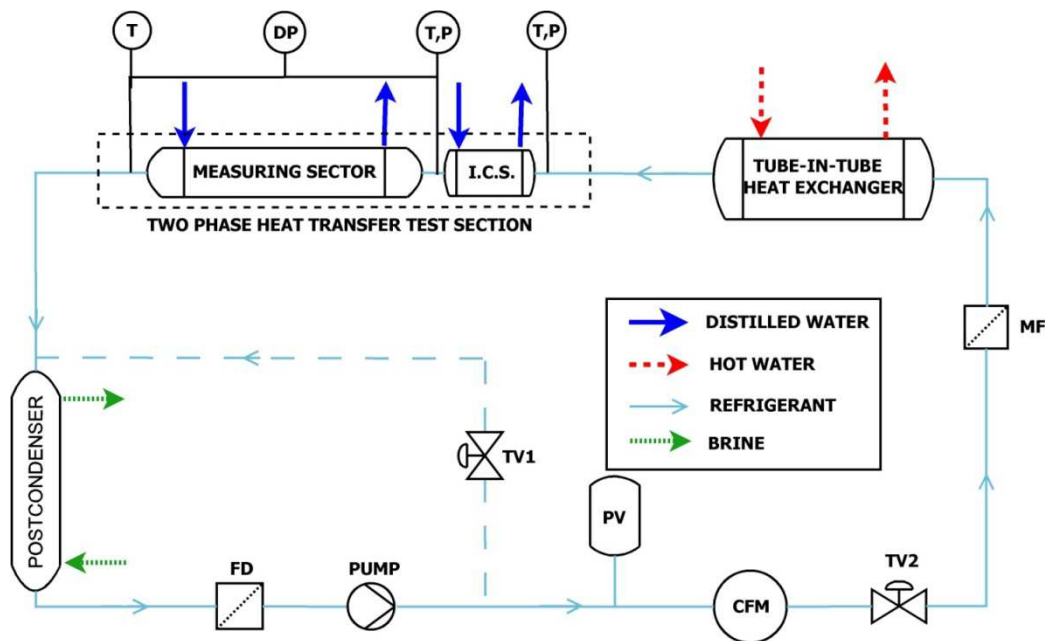 T
DP
T,P
T,P
MEASURING SECTOR
I.C.S.
TUBE-IN-TUBE
HEAT EXCHANGER
TWO PHASE HEAT TRANSFER TEST SECTION
DISTILLED WATER
HOT WATER
REFRIGERANT
BRINE
MF
POSTCONDENSER
TV1
PV
FD
PUMP
CFM
TV2